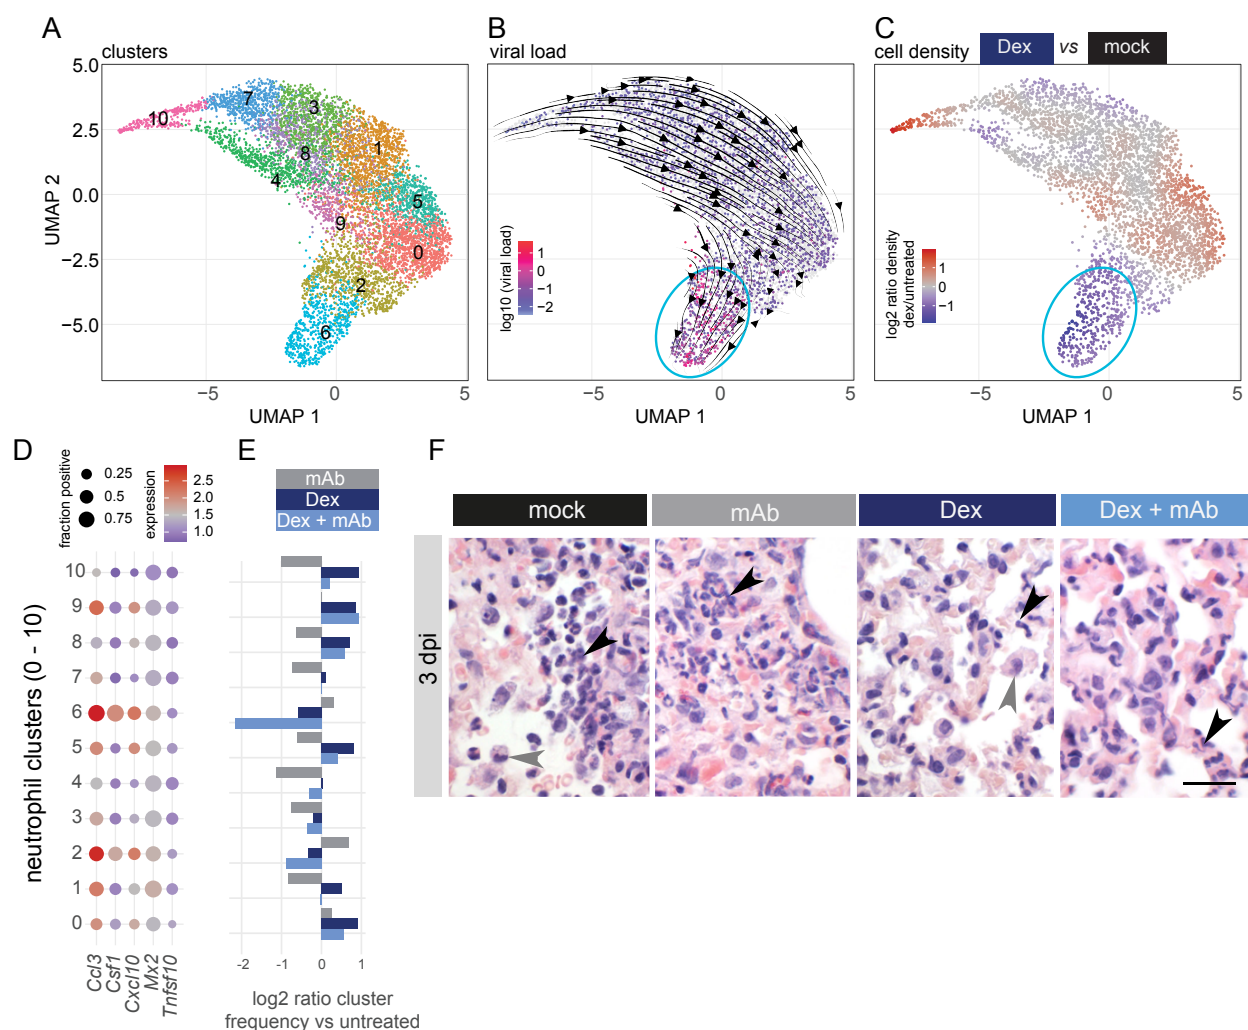 A
clusters
5.0
2.5
0.0
−2.5
−5.0
UMAP 2
10
7
3
8
1
4
5
9
0
2
6
−5
0
5
UMAP 1
B
viral load
log10 (viral load)
1
0
−1
−2
−5
0
5
UMAP 1
C
cell density
Dex
vs
mock
log2 ratio density
dex/untreated
1
0
−1
−5
0
5
UMAP 1
D
fraction positive
0.25
0.5
0.75
expression
2.5
2.0
1.5
1.0
neutrophil clusters (0 - 10)
10
9
8
7
6
5
4
3
2
1
0
Ccl3
Csf1
Cxcl10
Mx2
Tnfsf10
E
mAb
Dex
Dex + mAb
-2
-1
0
1
log2 ratio cluster
frequency vs untreated
F
mock
mAb
Dex
Dex + mAb
3 dpi